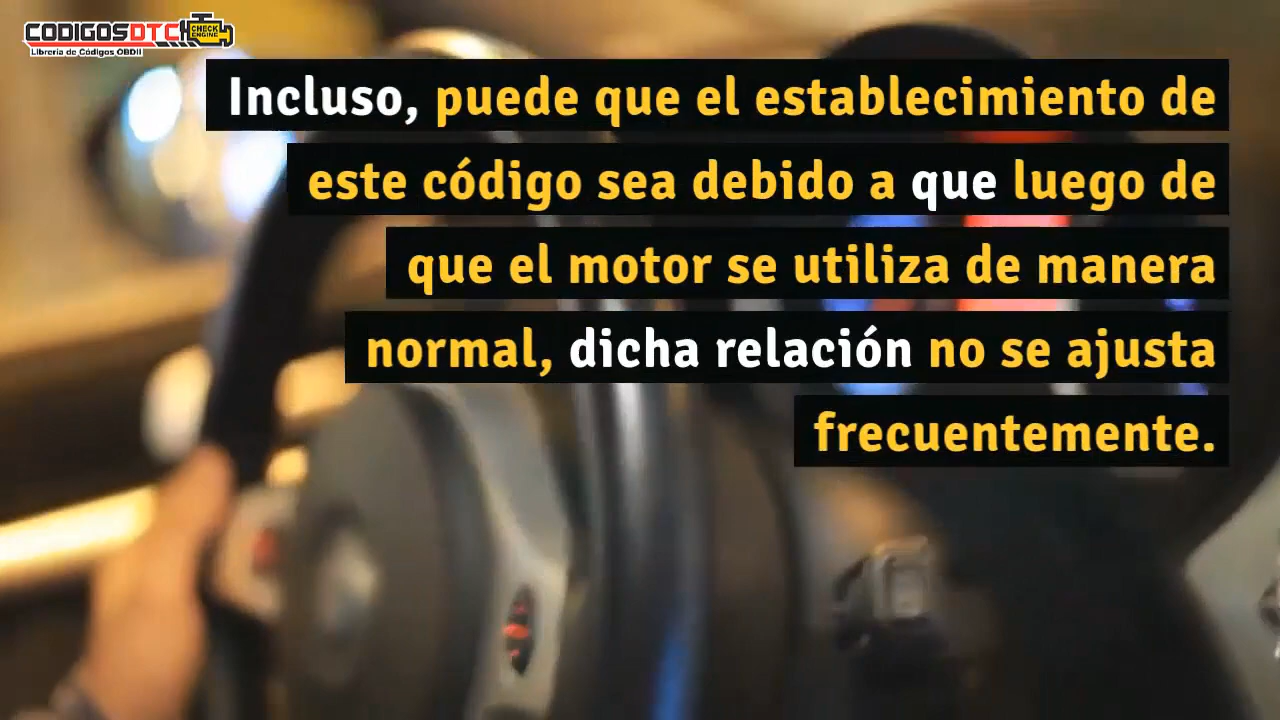 CODIGOSDTC
CHECK ENGINE
Librería de Códigos OBDII
Incluso, puede que el establecimiento de
este código sea debido a que luego de
que el motor se utiliza de manera
normal, dicha relación no se ajusta
frecuentemente.